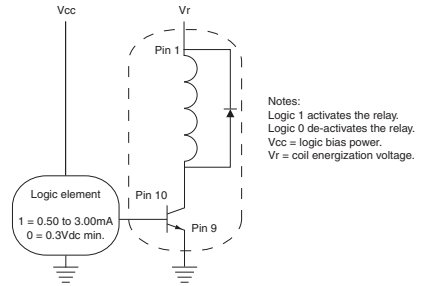 Vcc
Vr
Pin 1
Notes:
Logic 1 activates the relay.
Logic 0 de-activates the relay.
Vcc = logic bias power.
Vr = coil energization voltage.
Logic element
1 = 0.50 to 3.00mA
0 = 0.3Vdc min.
Pin 10
Pin 9